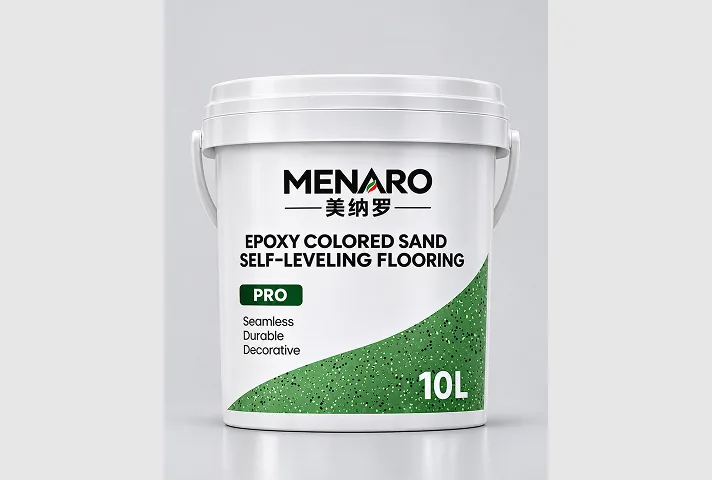 MENARO
美纳罗
EPOXY COLORED SAND
SELF-LEVELING FLOORING
PRO
Seamless
Durable
Decorative
10L